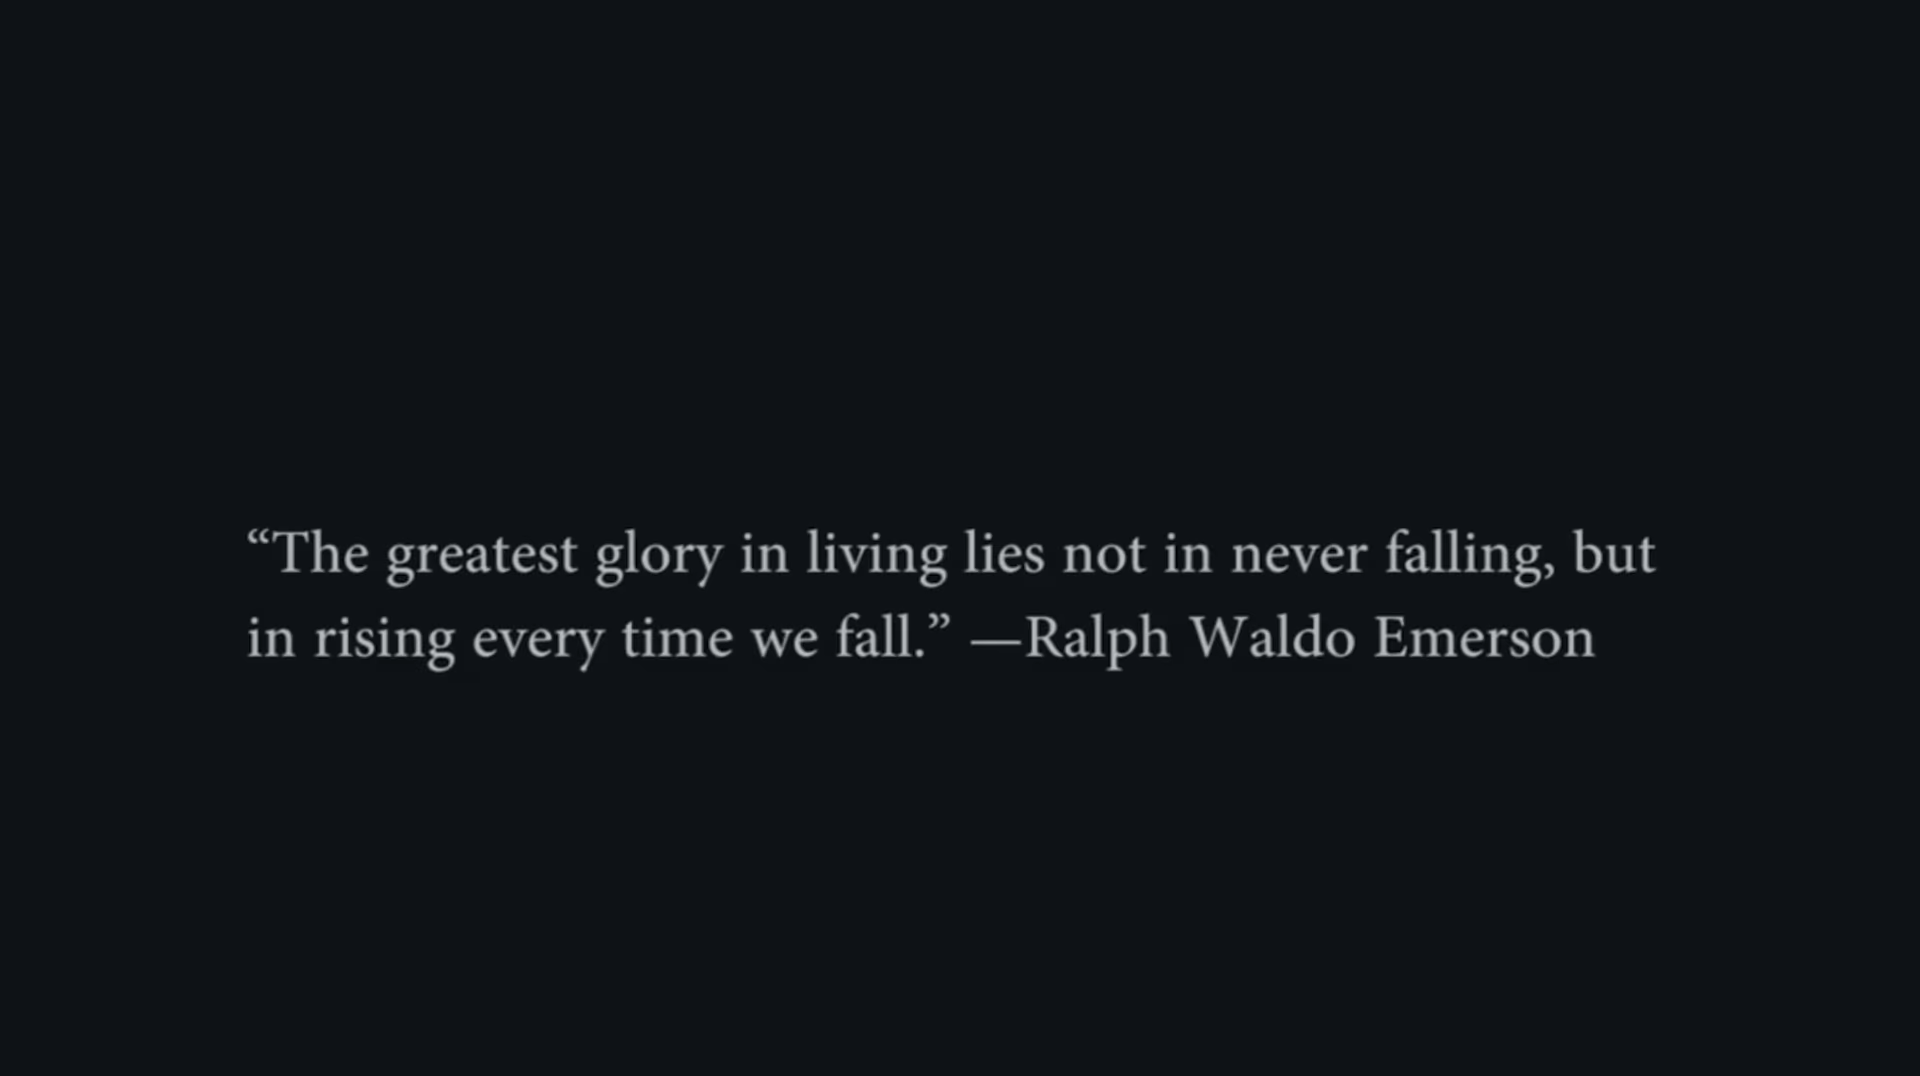 “The greatest glory in living lies not in never falling, but
in rising every time we fall.” —Ralph Waldo Emerson